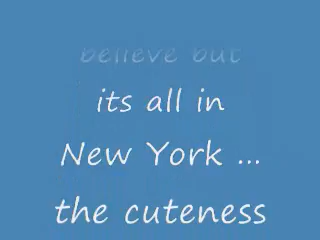 believe but
its all in
New York ...
the cuteness